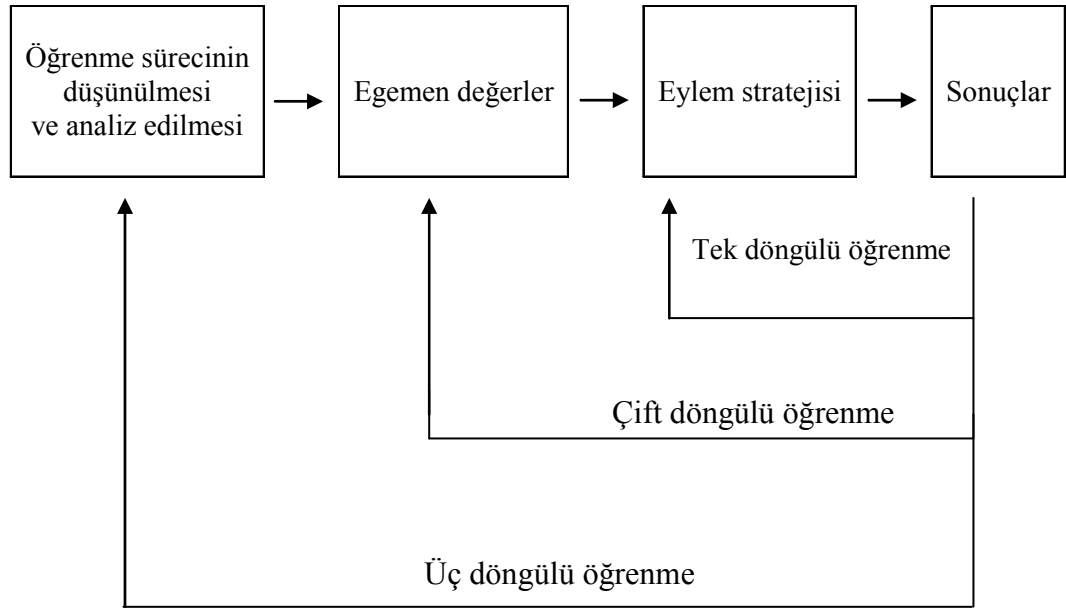 Öğrenme sürecinin
düşünülmesi
ve analiz edilmesi
Egemen değerler
Eylem stratejisi
Sonuçlar
Tek döngülü öğrenme
Çift döngülü öğrenme
Üç döngülü öğrenme